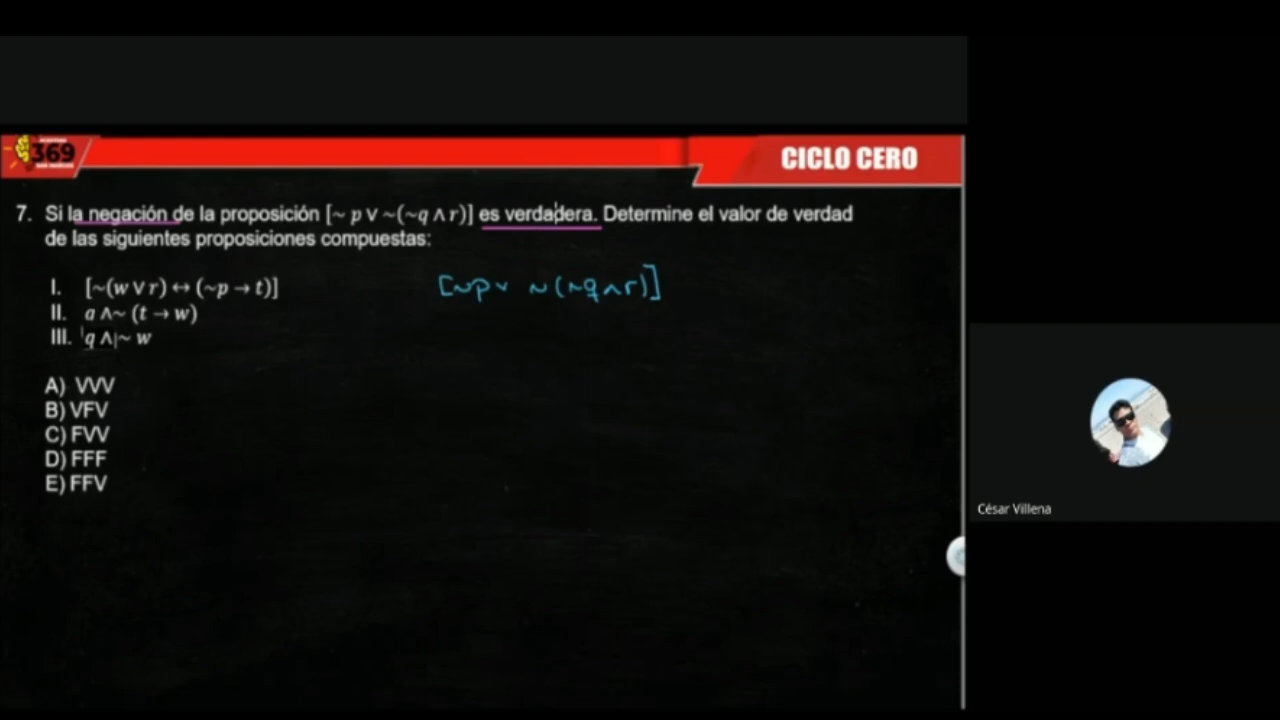 369
CICLO CERO
7. Si la negación de la proposición [~ p ∨ ~(~q ∧ r)] es verdadera. Determine el valor de verdad
de las siguientes proposiciones compuestas:
I. [~(w ∨ r) ↔ (~p → t)]
[~p∨ ~(~q∧r)]
II. q ∧~ (t → w)
III. q ∧ ~ w
A) VVV
B) VFV
C) FVV
D) FFF
E) FFV
César Villena